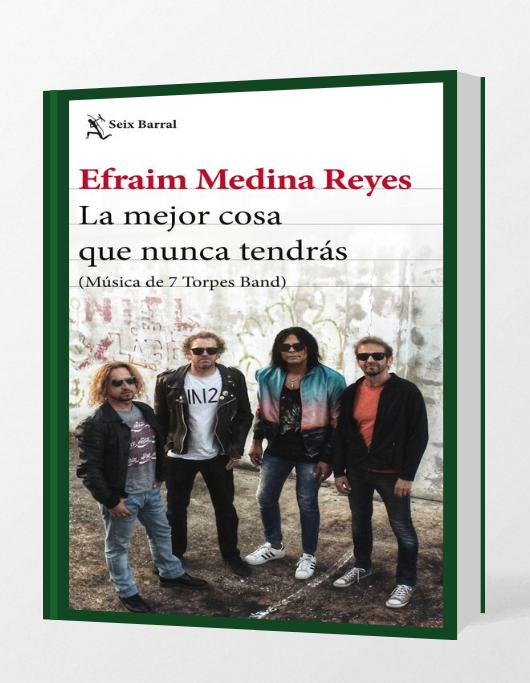 Seix Barral
Efraim Medina Reyes
La mejor cosa
que nunca tendrás
(Música de 7 Torpes Band)